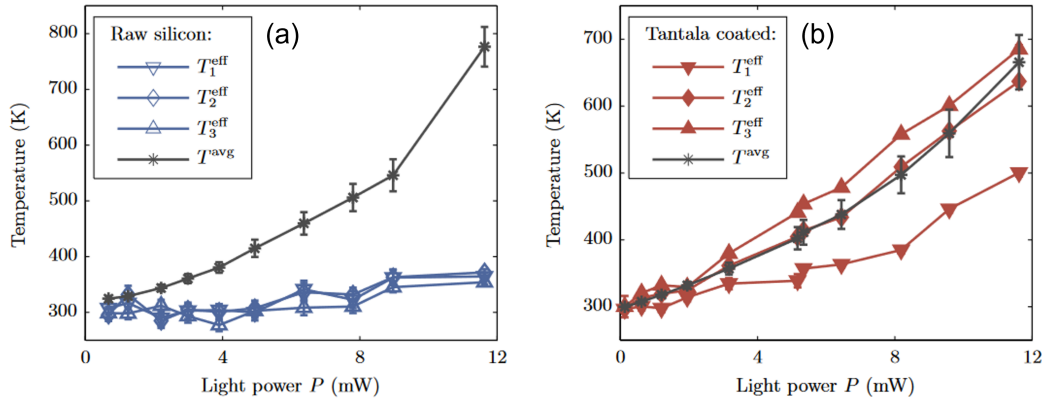 (a)
Raw silicon:
T₁ᵉᶠᶠ
T₂ᵉᶠᶠ
T₃ᵉᶠᶠ
Tᵃᵛᵍ
Temperature (K)
800
700
600
500
400
300
0
4
8
12
Light power P (mW)
(b)
Tantala coated:
T₁ᵉᶠᶠ
T₂ᵉᶠᶠ
T₃ᵉᶠᶠ
Tᵃᵛᵍ
Temperature (K)
700
600
500
400
300
0
4
8
12
Light power P (mW)